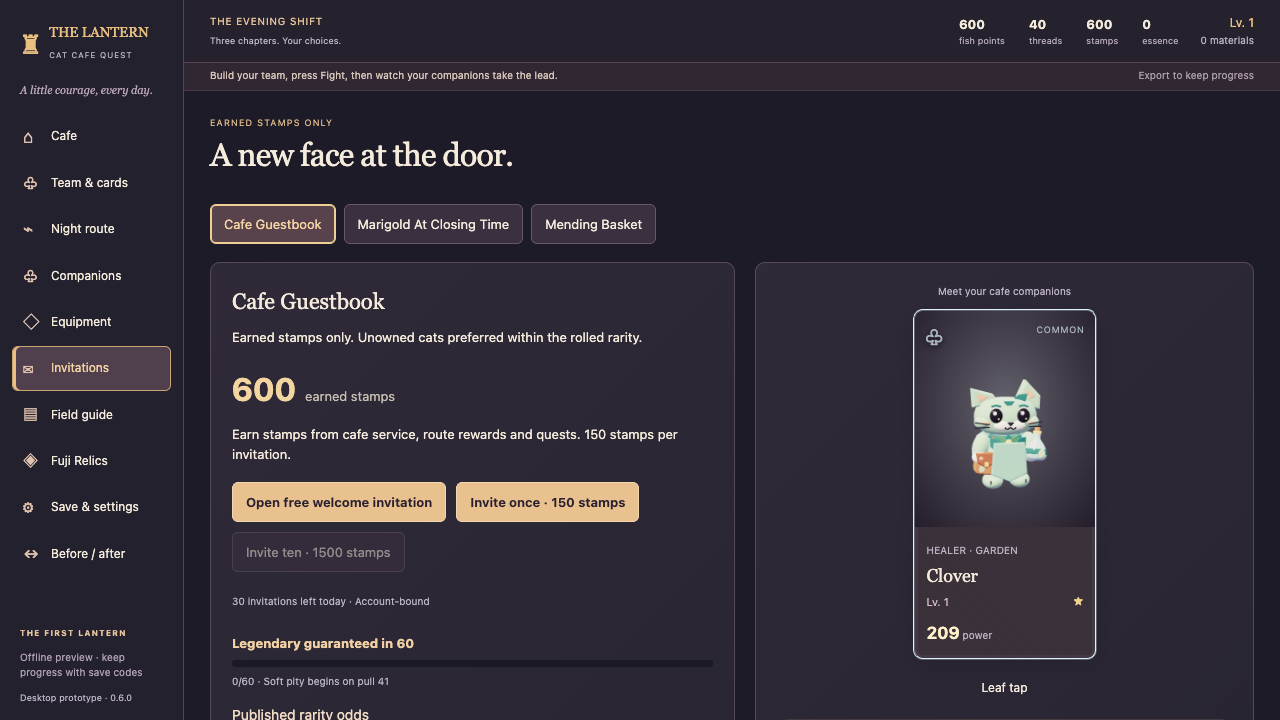 THE LANTERN
CAT CAFE QUEST
A little courage, every day.
Cafe
Team & cards
Night route
Companions
Equipment
Invitations
Field guide
Fuji Relics
Save & settings
Before / after
THE FIRST LANTERN
Offline preview · keep
progress with save codes
Desktop prototype · 0.6.0
THE EVENING SHIFT
Three chapters. Your choices.
600
fish points
40
threads
600
stamps
0
essence
Lv. 1
0 materials
Build your team, press Fight, then watch your companions take the lead.
Export to keep progress
EARNED STAMPS ONLY
A new face at the door.
Cafe Guestbook
Marigold At Closing Time
Mending Basket
Cafe Guestbook
Earned stamps only. Unowned cats preferred within the rolled rarity.
600 earned stamps
Earn stamps from cafe service, route rewards and quests. 150 stamps per
invitation.
Open free welcome invitation
Invite once · 150 stamps
Invite ten · 1500 stamps
30 invitations left today · Account-bound
Legendary guaranteed in 60
0/60 · Soft pity begins on pull 41
Published rarity odds
Meet your cafe companions
COMMON
HEALER · GARDEN
Clover
Lv. 1
209 power
Leaf tap